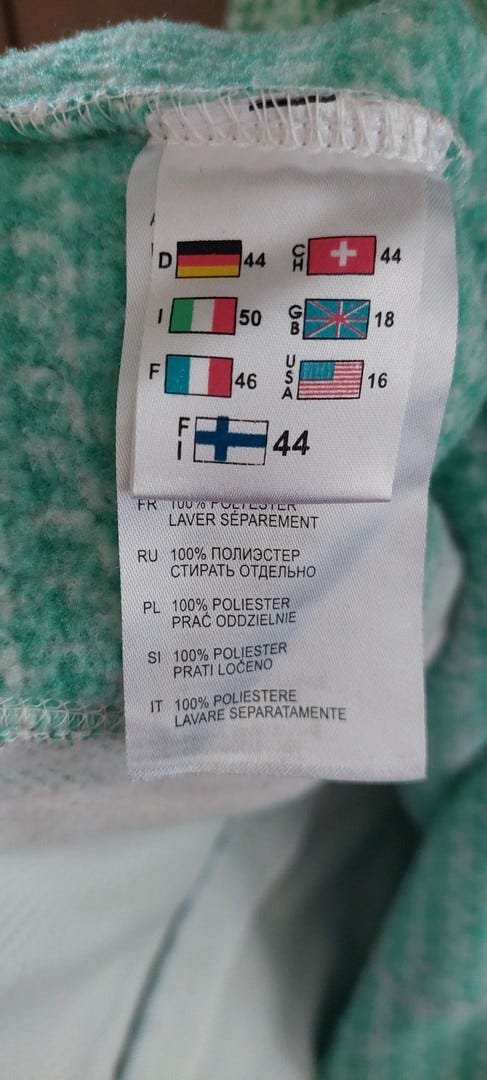 D 44 CH 44
I 50 GB 18
F 46 USA 16
FI 44
FR 100% POLYESTER
LAVER SÉPAREMENT
RU 100% ПОЛИЭСТЕР
СТИРАТЬ ОТДЕЛЬНО
PL 100% POLIESTER
PRAĆ ODDZIELNIE
SI 100% POLIESTER
PRATI LOČENO
IT 100% POLIESTERE
LAVARE SEPARATAMENTE